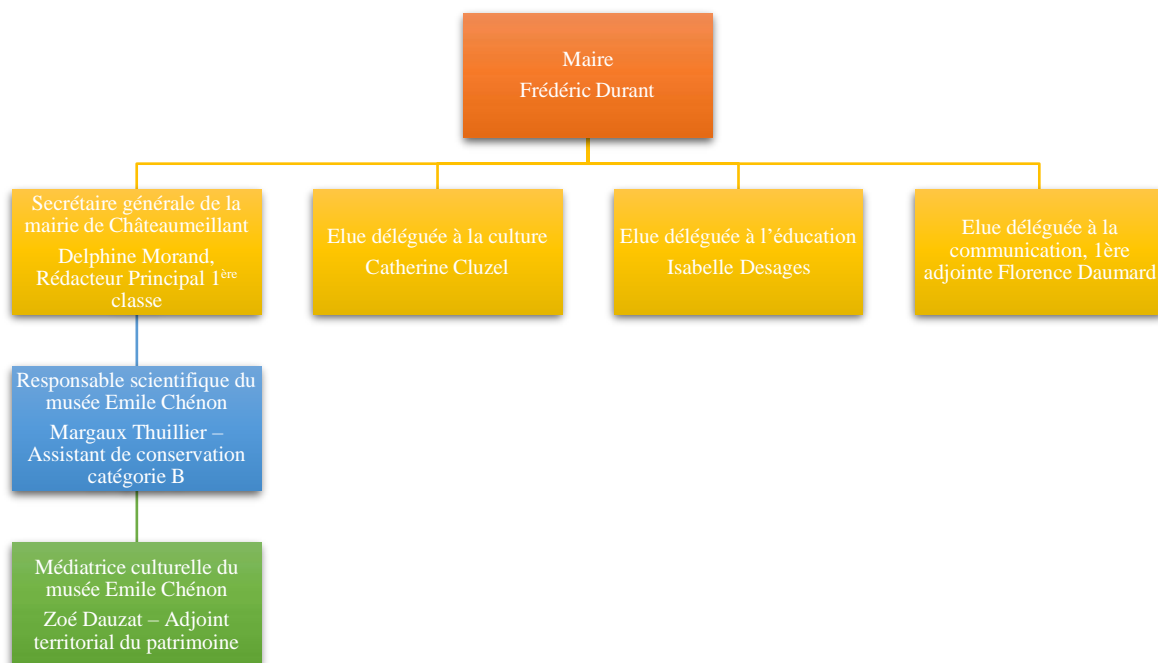 Maire
Frédéric Durant
Secrétaire générale de la
mairie de Châteaumeillant
Delphine Morand,
Rédacteur Principal 1ère
classe
Elue déléguée à la culture
Catherine Cluzel
Elue déléguée à l’éducation
Isabelle Desages
Elue déléguée à la
communication, 1ère
adjointe Florence Daumard
Responsable scientifique du
musée Emile Chénon
Margaux Thuillier –
Assistant de conservation
catégorie B
Médiatrice culturelle du
musée Emile Chénon
Zoé Dauzat – Adjoint
territorial du patrimoine